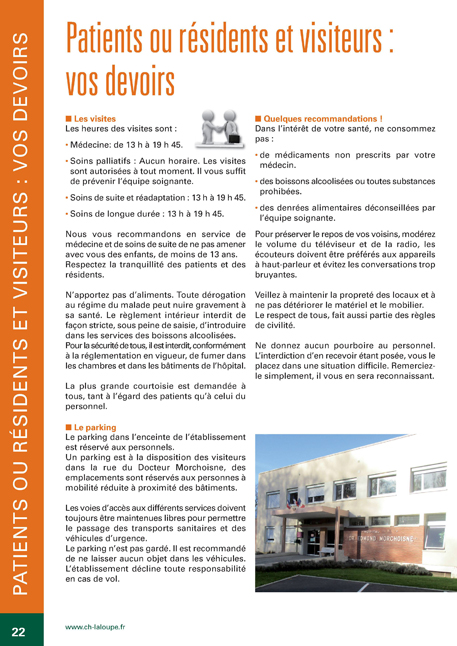 PATIENTS OU RÉSIDENTS ET VISITEURS : VOS DEVOIRS
Patients ou résidents et visiteurs :
vos devoirs
Les visites
Les heures des visites sont :
• Médecine: de 13 h à 19 h 45.
• Soins palliatifs : Aucun horaire. Les visites
sont autorisées à tout moment. Il vous suffit
de prévenir l'équipe soignante.
• Soins de suite et réadaptation : 13 h à 19 h 45.
• Soins de longue durée : 13 h à 19 h 45.
Nous vous recommandons en service de
médecine et de soins de suite de ne pas amener
avec vous des enfants, de moins de 13 ans.
Respectez la tranquillité des patients et des
résidents.
N'apportez pas d'aliments. Toute dérogation
au régime du malade peut nuire gravement à
sa santé. Le règlement intérieur interdit de
façon stricte, sous peine de saisie, d'introduire
dans les services des boissons alcoolisées.
Pour la sécurité de tous, il est interdit, conformément
à la réglementation en vigueur, de fumer dans
les chambres et dans les bâtiments de l'hôpital.
La plus grande courtoisie est demandée à
tous, tant à l'égard des patients qu'à celui du
personnel.
Le parking
Le parking dans l'enceinte de l'établissement
est réservé aux personnels.
Un parking est à la disposition des visiteurs
dans la rue du Docteur Morchoisne, des
emplacements sont réservés aux personnes à
mobilité réduite à proximité des bâtiments.
Les voies d'accès aux différents services doivent
toujours être maintenues libres pour permettre
le passage des transports sanitaires et des
véhicules d'urgence.
Le parking n'est pas gardé. Il est recommandé
de ne laisser aucun objet dans les véhicules.
L'établissement décline toute responsabilité
en cas de vol.
Quelques recommandations !
Dans l'intérêt de votre santé, ne consommez
pas :
• de médicaments non prescrits par votre
médecin.
• des boissons alcoolisées ou toutes substances
prohibées.
• des denrées alimentaires déconseillées par
l'équipe soignante.
Pour préserver le repos de vos voisins, modérez
le volume du téléviseur et de la radio, les
écouteurs doivent être préférés aux appareils
à haut-parleur et évitez les conversations trop
bruyantes.
Veillez à maintenir la propreté des locaux et à
ne pas détériorer le matériel et le mobilier.
Le respect de tous, fait aussi partie des règles
de civilité.
Ne donnez aucun pourboire au personnel.
L'interdiction d'en recevoir étant posée, vous le
placez dans une situation difficile. Remerciez-
le simplement, il vous en sera reconnaissant.
DR EDMOND MORCHOISNE
22
www.ch-laloupe.fr